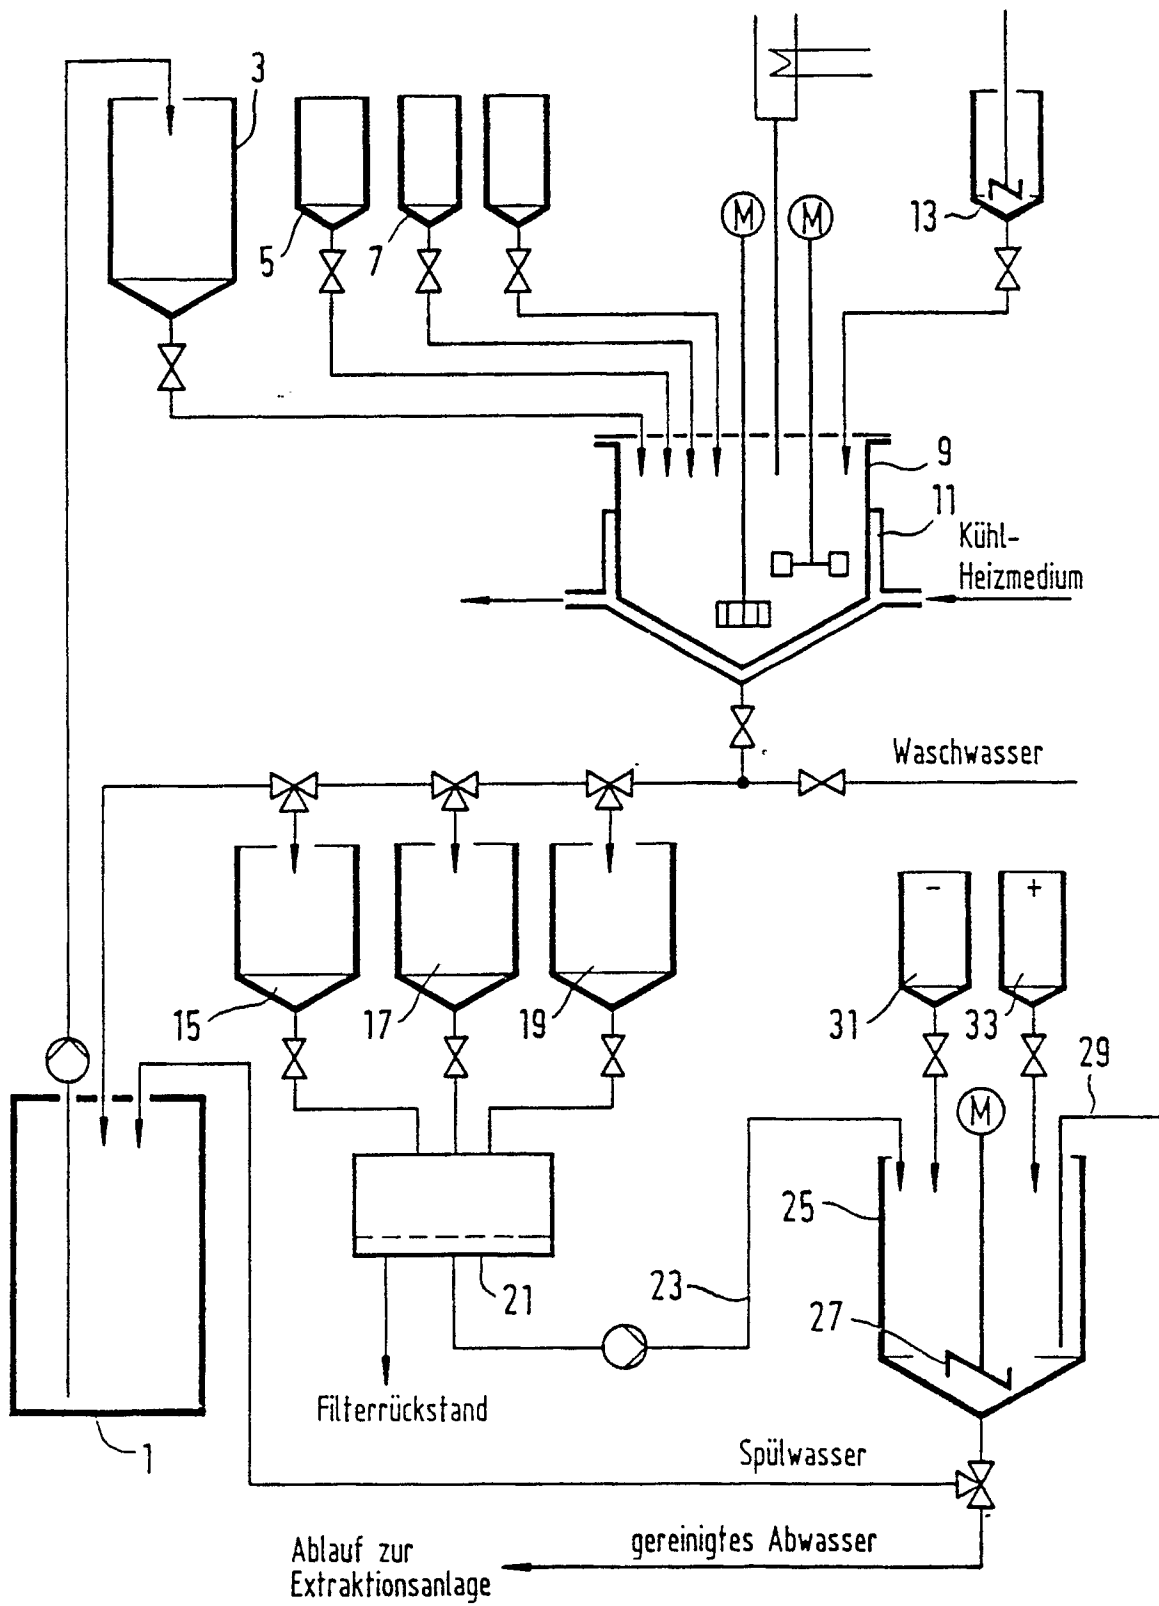 3
5
7
13
M
M
9
11
Kühl-
Heizmedium
Waschwasser
15
17
19
31
33
-
+
29
M
25
21
23
27
Filterrückstand
1
Spülwasser
gereinigtes Abwasser
Ablauf zur
Extraktionsanlage